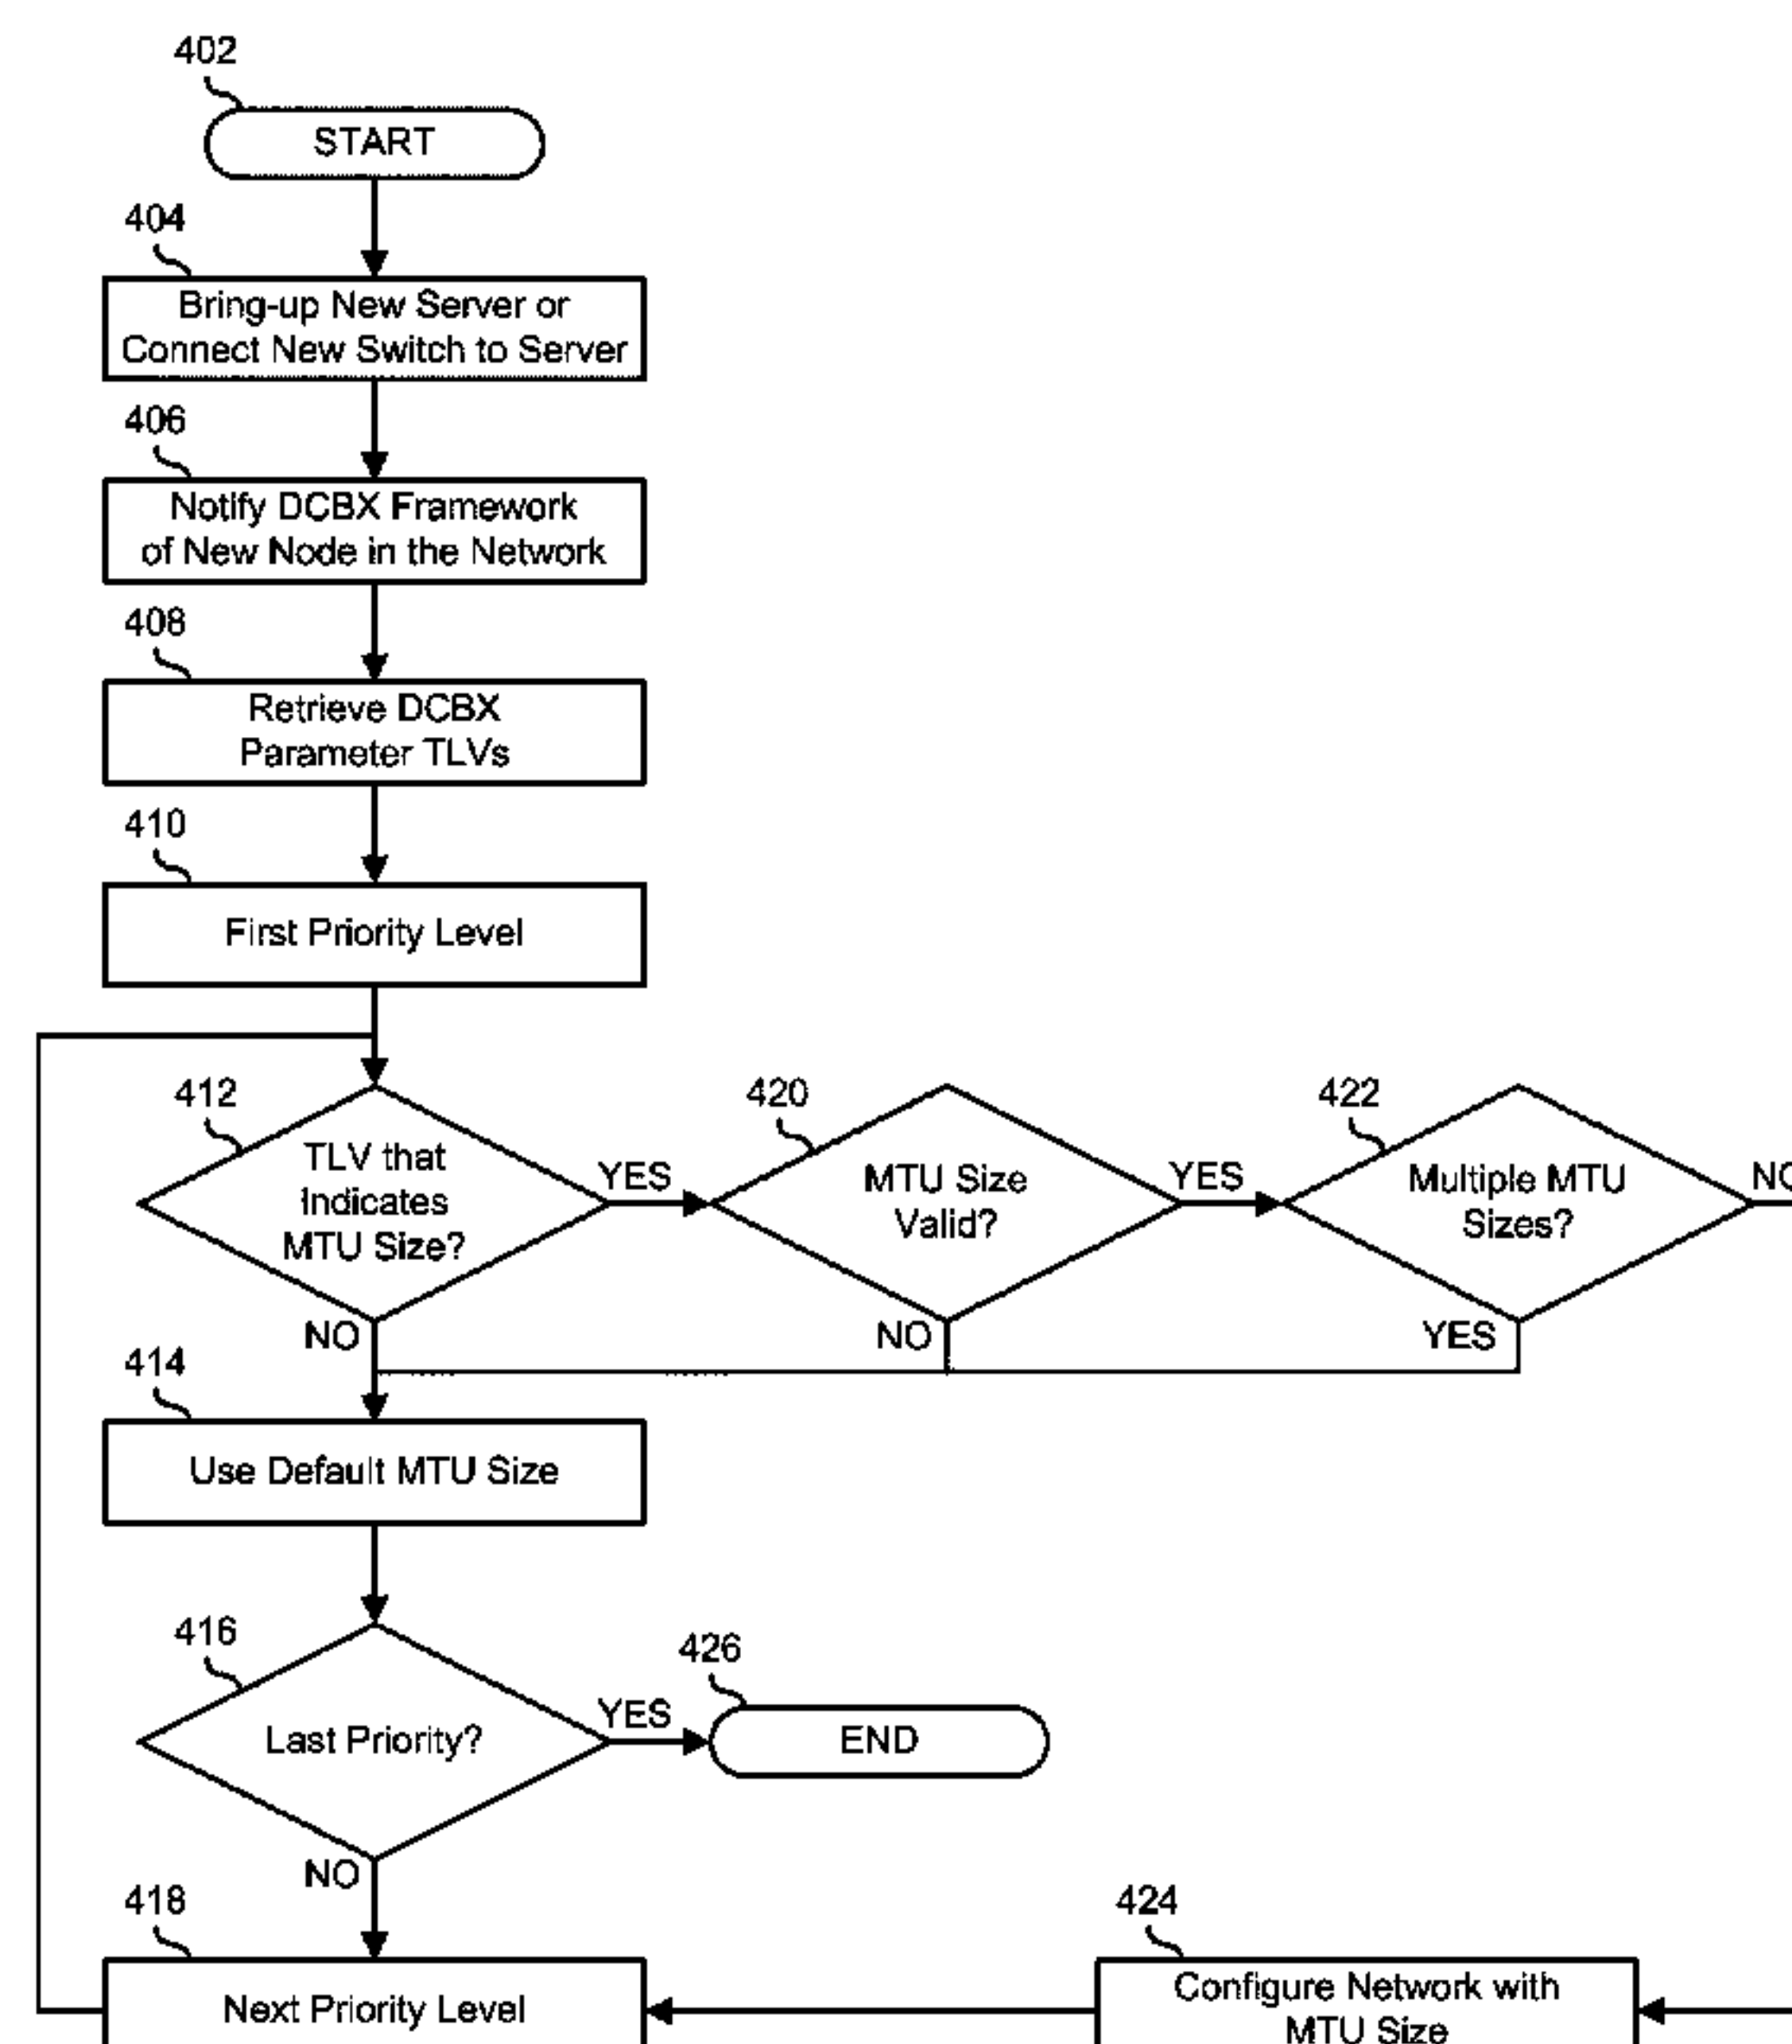 402
START
404
Bring-up New Server or
Connect New Switch to Server
406
Notify DCBX Framework
of New Node in the Network
408
Retrieve DCBX
Parameter TLVs
410
First Priority Level
412
TLV that
Indicates
MTU Size?
YES
NO
420
MTU Size
Valid?
YES
NO
422
Multiple MTU
Sizes?
NO
YES
414
Use Default MTU Size
416
Last Priority?
YES
NO
426
END
418
Next Priority Level
424
Configure Network with
MTU Size